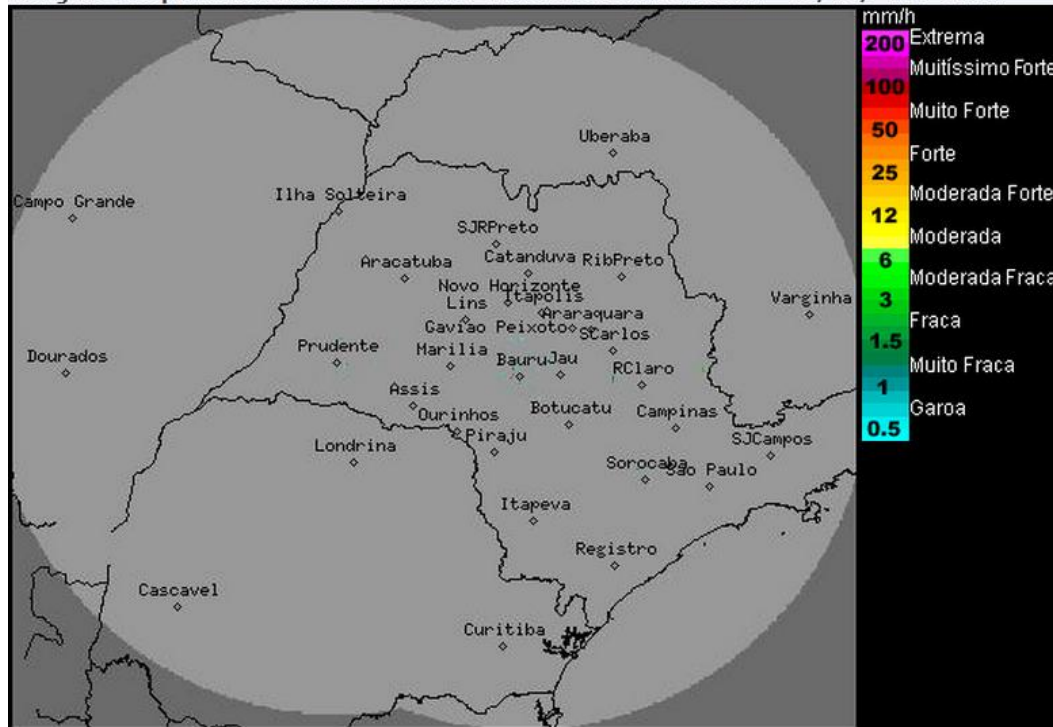 mm/h
200 Extrema
Muitíssimo Forte
100
Muito Forte
50
Forte
25
Moderada Forte
12
Moderada
6
Moderada Fraca
3
Fraca
1.5
Muito Fraca
1
Garoa
0.5
Uberaba
Ilha Solteira
Campo Grande
SJRPreto
Catanduva
RibPreto
Aracatuba
Novo Horizonte
Itapolis
Lins
Varginha
Araraquara
Gaviao Peixoto
SCarlos
Prudente
Marilia
Dourados
Bauru
Jau
RClaro
Assis
Ourinhos
Botucatu
Campinas
Piraju
Londrina
SJCampos
Sorocaba
Sao Paulo
Itapeva
Registro
Cascavel
Curitiba